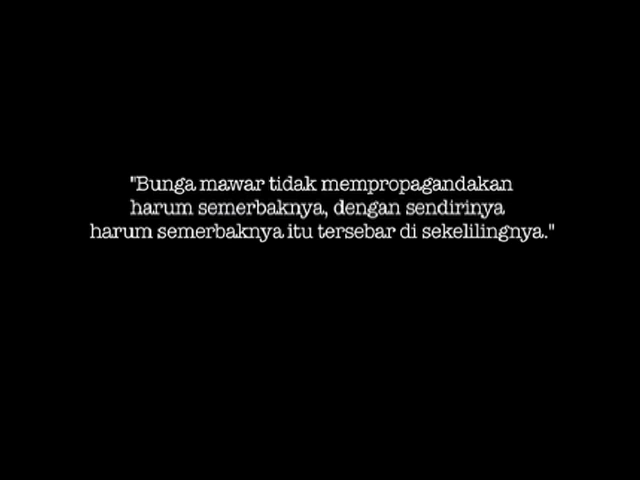 "Bunga mawar tidak mempropagandakan
harum semerbaknya, dengan sendirinya
harum semerbaknya itu tersebar di sekelilingnya."